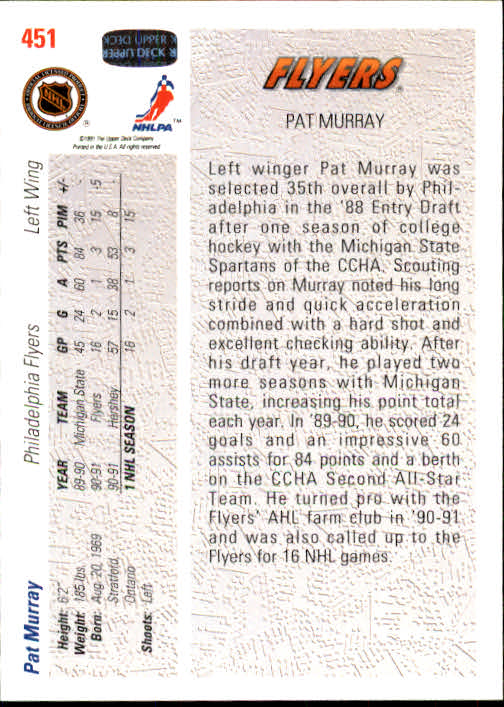 451
UPPER DECK
FLYERS
PAT MURRAY
Left winger Pat Murray was
selected 35th overall by Phil-
adelphia in the '88 Entry Draft
after one season of college
hockey with the Michigan State
Spartans of the CCHA. Scouting
reports on Murray noted his long
stride and quick acceleration
combined with a hard shot and
excellent checking ability. After
his draft year, he played two
more seasons with Michigan
State, increasing his point total
each year. In '89-90, he scored 24
goals and an impressive 60
assists for 84 points and a berth
on the CCHA Second All-Star
Team. He turned pro with the
Flyers' AHL farm club in '90-91
and was also called up to the
Flyers for 16 NHL games.
NHL
®
NHLPA™
©1991 The Upper Deck Company
Printed in the U.S.A. All rights reserved
Pat Murray Philadelphia Flyers Left Wing
Height: 6'2"
Weight: 185 lbs.
Born: Aug. 20, 1969
Stratford,
Ontario
Shoots: Left
YEAR TEAM GP G A PTS PIM +/-
89-90 Michigan State 45 24 60 84 36 -
90-91 Flyers 16 2 1 3 15 -5
90-91 Hershey 57 15 38 53 8 -
1 NHL SEASON 16 2 1 3 15